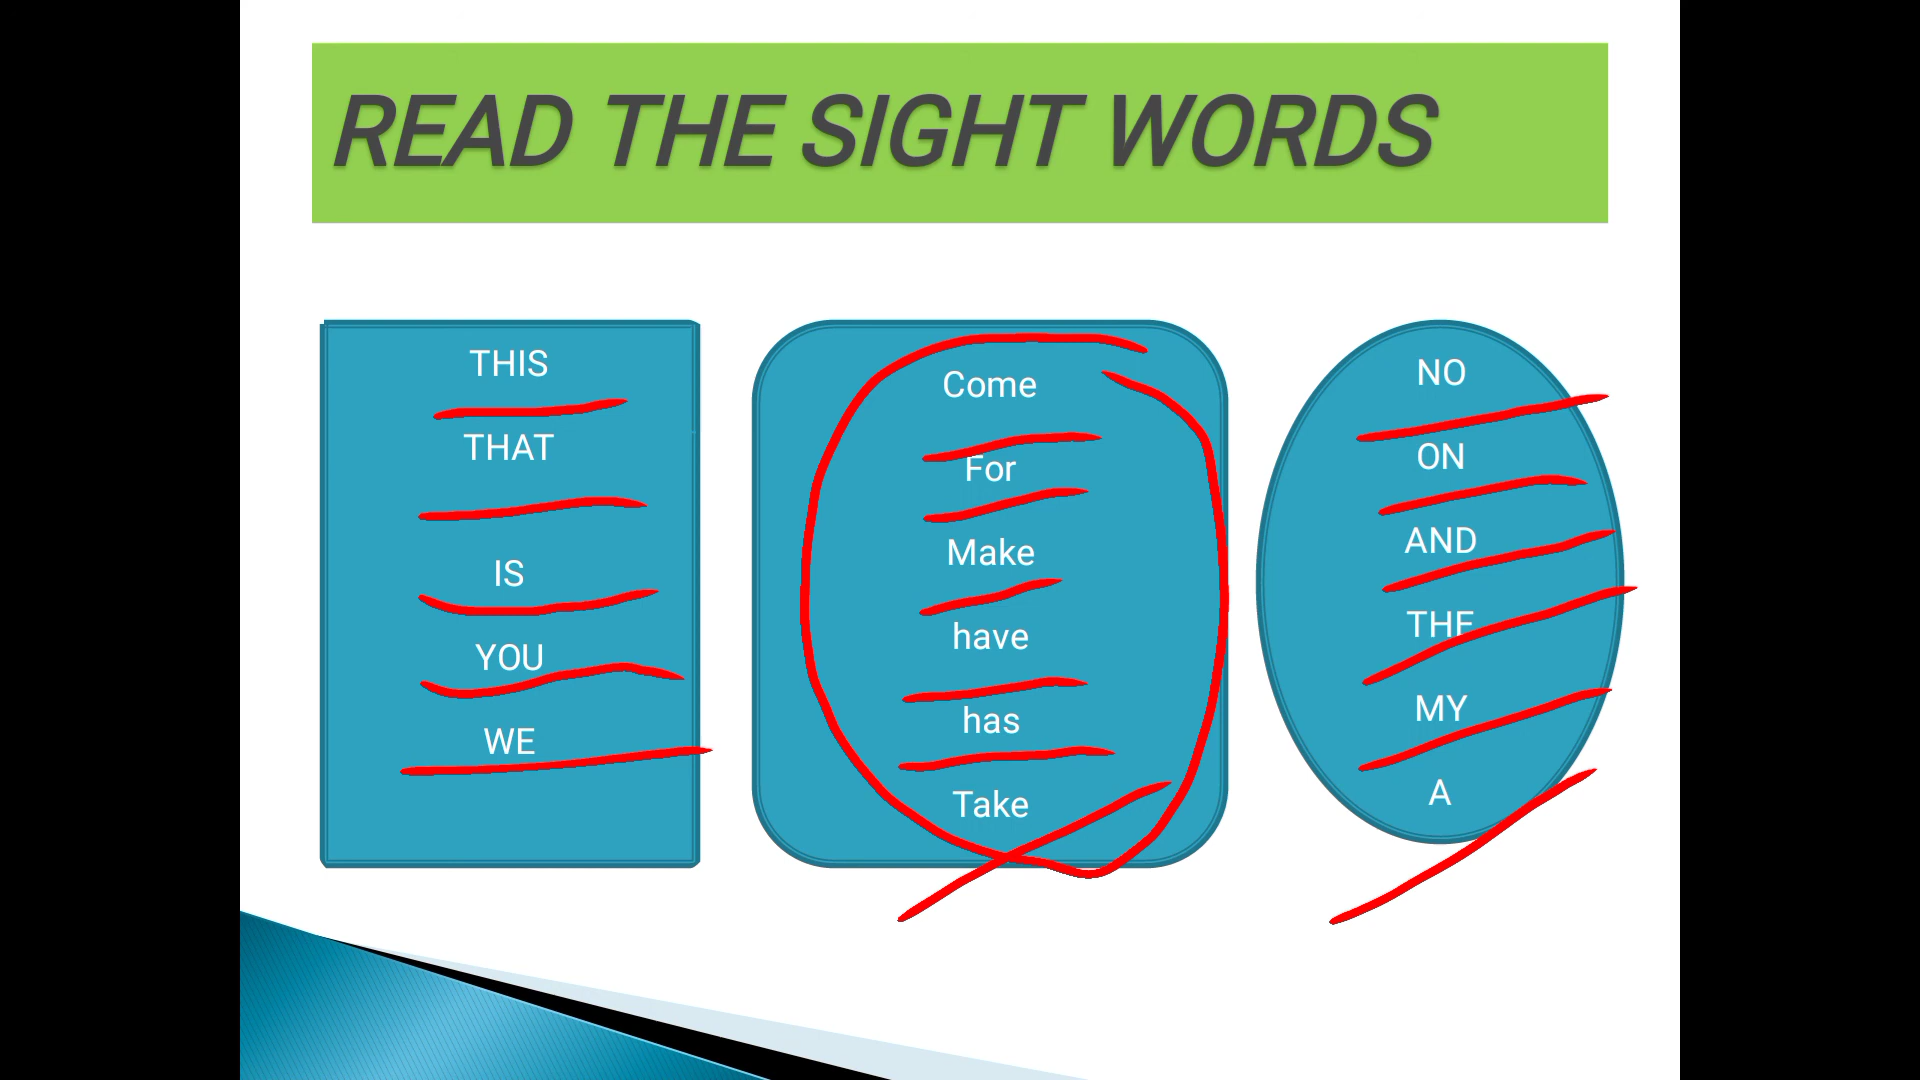 READ THE SIGHT WORDS
THIS
THAT
IS
YOU
WE
Come
For
Make
have
has
Take
NO
ON
AND
THE
MY
A